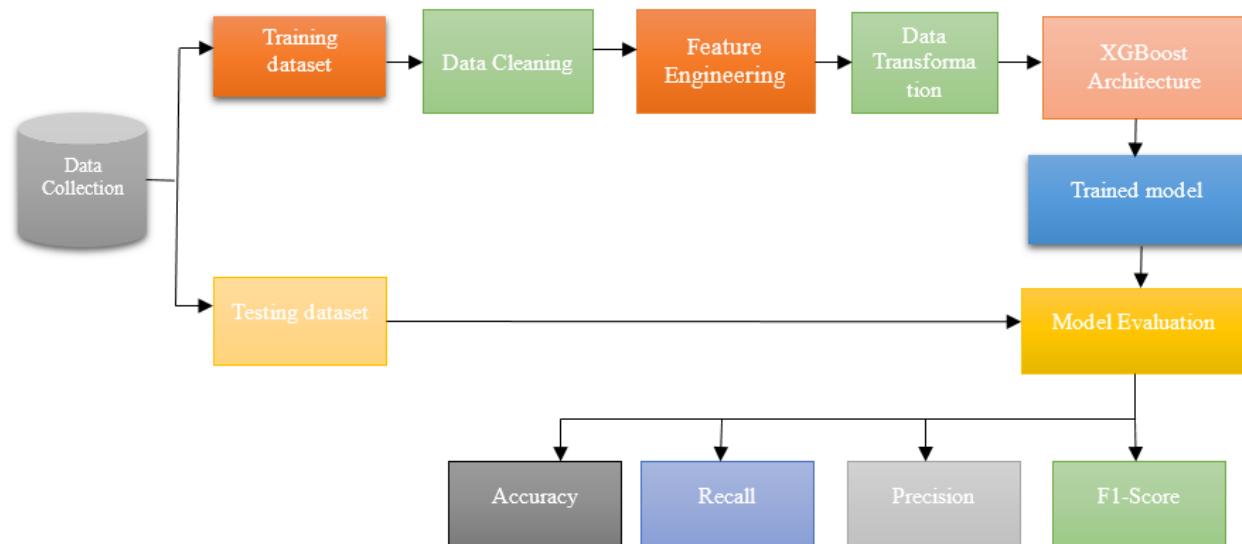 Training
dataset
Data Cleaning
Feature
Engineering
Data
Transforma
tion
XGBoost
Architecture
Data
Collection
Trained model
Testing dataset
Model Evaluation
Accuracy
Recall
Precision
F1-Score